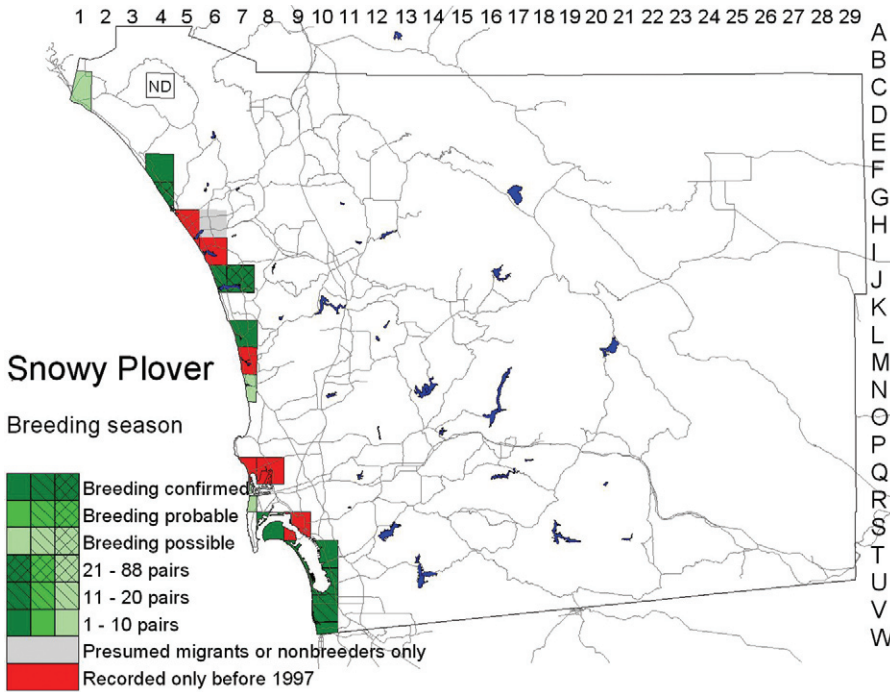 1 2 3 4 5 6 7 8 9 10 11 12 13 14 15 16 17 18 19 20 21 22 23 24 25 26 27 28 29
A
B
C
D
E
F
G
H
I
J
K
L
M
N
O
P
Q
R
S
T
U
V
W
ND
Snowy Plover
Breeding season
Breeding confirmed
Breeding probable
Breeding possible
21 - 88 pairs
11 - 20 pairs
1 - 10 pairs
Presumed migrants or nonbreeders only
Recorded only before 1997